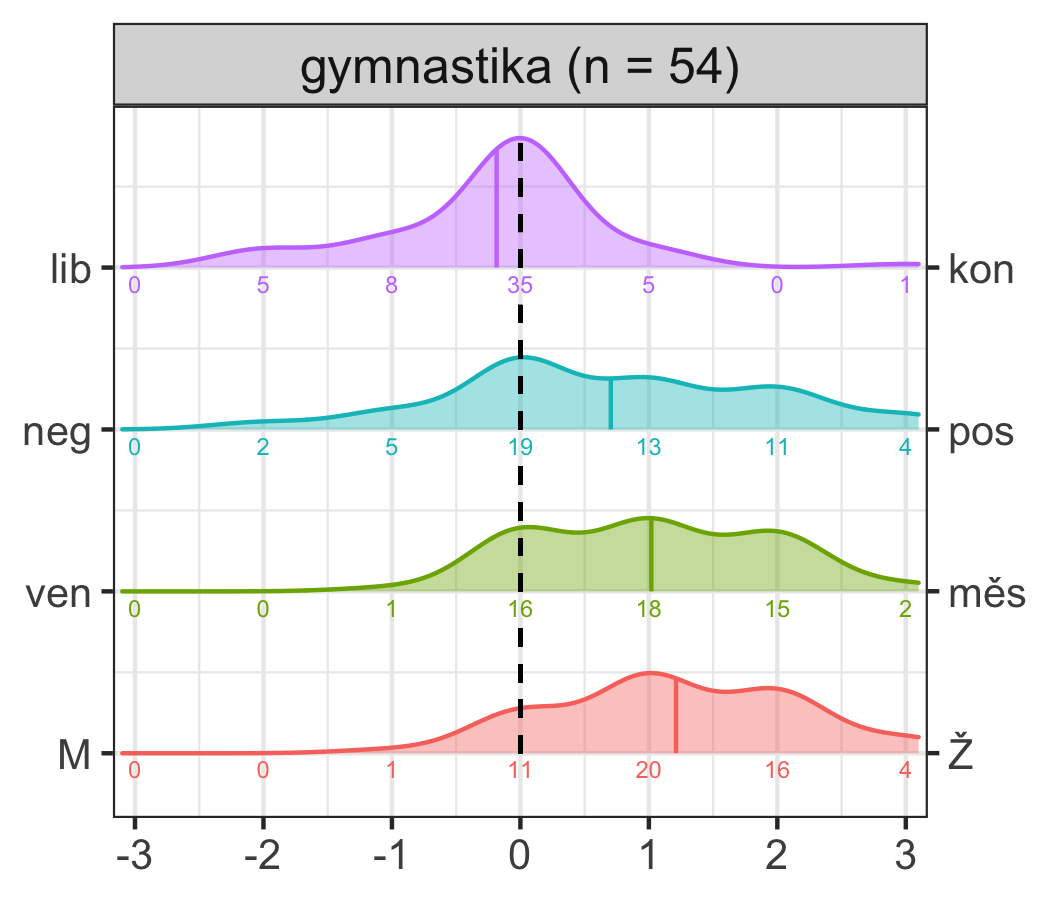 gymnastika (n = 54)
lib kon
0 5 8 35 5 0 1
neg pos
0 2 5 19 13 11 4
ven měs
0 0 1 16 18 15 2
M Ž
0 0 1 11 20 16 4
-3 -2 -1 0 1 2 3